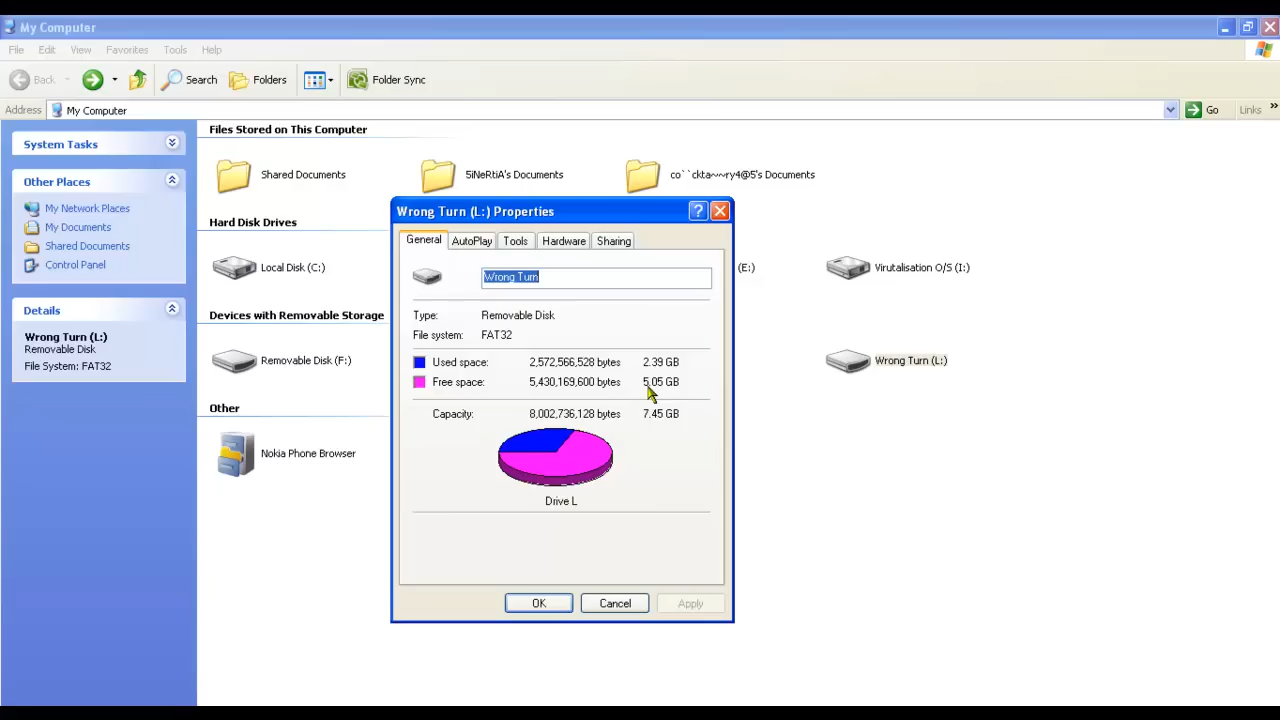 My Computer
File Edit View Favorites Tools Help
Back Search Folders Folder Sync
Address My Computer Go Links »
System Tasks
Other Places
My Network Places
My Documents
Shared Documents
Control Panel
Details
Wrong Turn (L:)
Removable Disk
File System: FAT32
Files Stored on This Computer
Shared Documents 5iNeRtiA's Documents co``ckta~~ry4@5's Documents
Hard Disk Drives
Local Disk (C:) (E:) Virutalisation O/S (I:)
Devices with Removable Storage
Removable Disk (F:) Wrong Turn (L:)
Other
Nokia Phone Browser
Wrong Turn (L:) Properties
General AutoPlay Tools Hardware Sharing
Wrong Turn
Type: Removable Disk
File system: FAT32
Used space: 2,572,566,528 bytes 2.39 GB
Free space: 5,430,169,600 bytes 5.05 GB
Capacity: 8,002,736,128 bytes 7.45 GB
Drive L
OK Cancel Apply